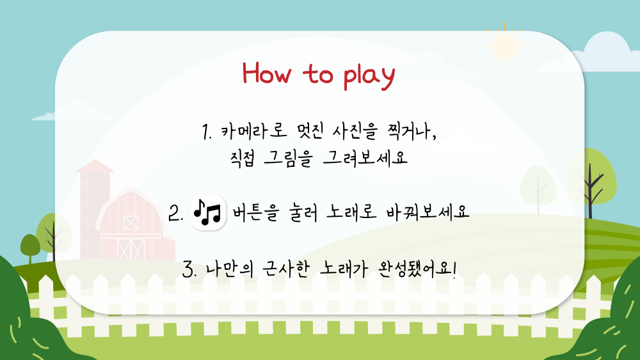 How to play
1. 카메라로 멋진 사진을 찍거나,
직접 그림을 그려보세요
2. 버튼을 눌러 노래로 바꿔보세요
3. 나만의 근사한 노래가 완성됐어요!